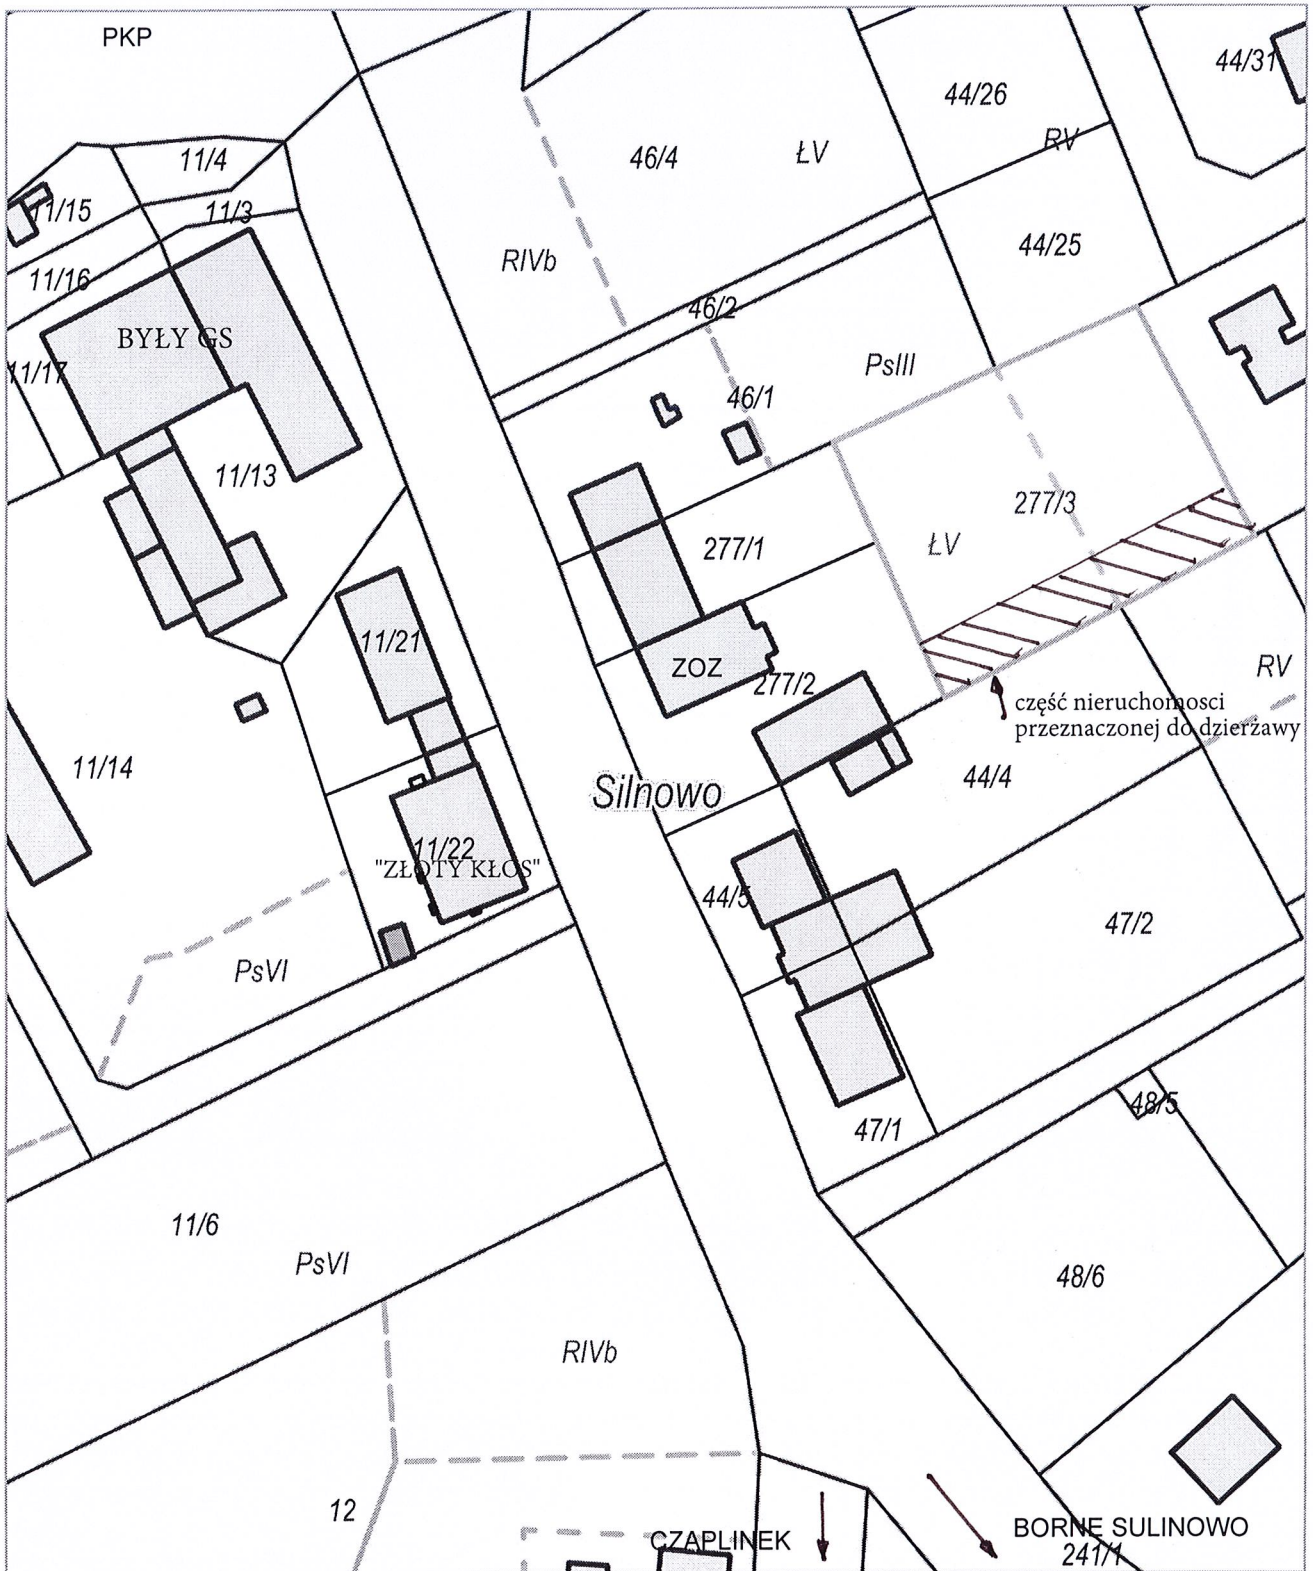 PKP
44/31
44/26
RV
46/4
ŁV
11/4
11/15
11/3
44/25
RIVb
11/16
46/2
BYŁY GS
PsIII
11/17
46/1
11/13
277/3
277/1
ŁV
11/21
ZOZ
277/2
RV
część nieruchomosci
przeznaczonej do dzierżawy
11/14
44/4
Silnowo
11/22
"ZŁOTY KŁOS"
44/5
47/2
PsVI
48/5
47/1
11/6
PsVI
48/6
RIVb
12
CZAPLINEK
BORNE SULINOWO
241/1